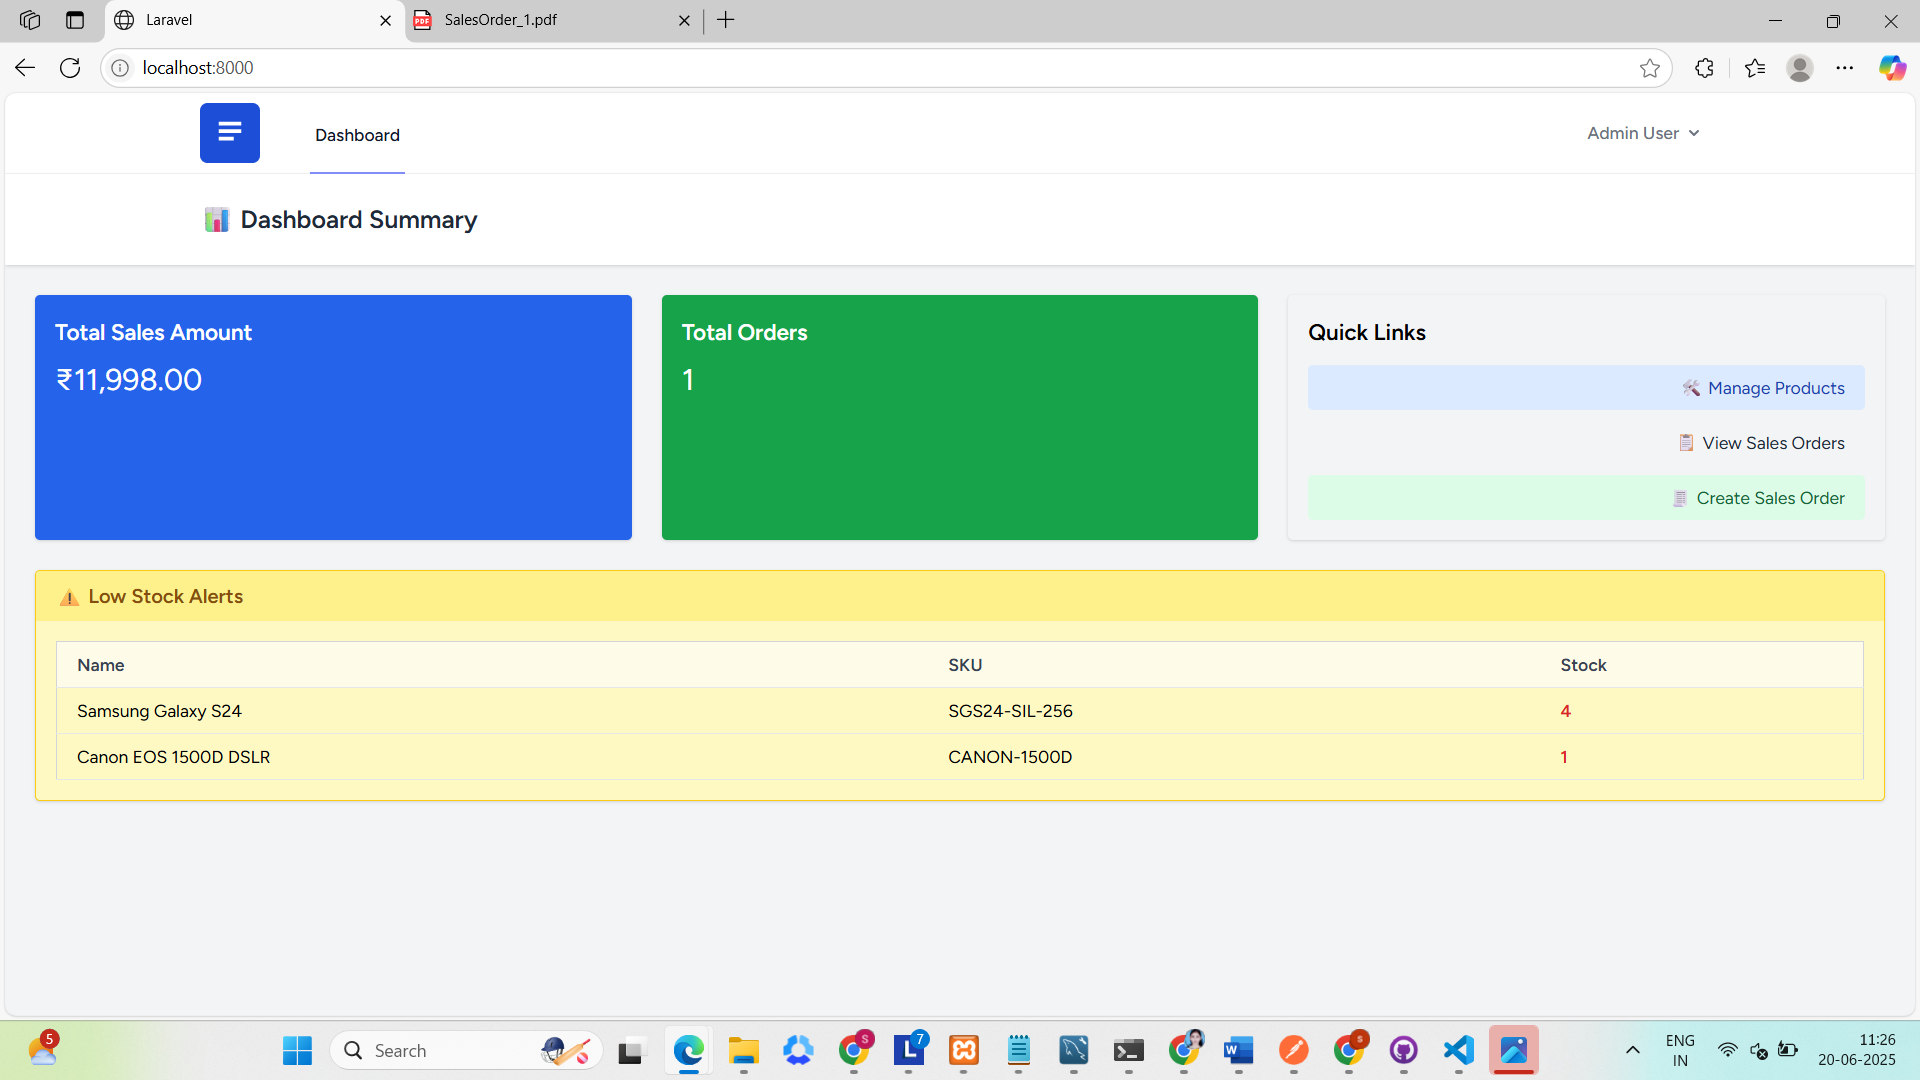 Laravel
SalesOrder_1.pdf
localhost:8000
Dashboard
Admin User
Dashboard Summary
Total Sales Amount
₹11,998.00
Total Orders
1
Quick Links
Manage Products
View Sales Orders
Create Sales Order
Low Stock Alerts
Name SKU Stock
Samsung Galaxy S24 SGS24-SIL-256 4
Canon EOS 1500D DSLR CANON-1500D 1
5
Search
S
L 7
W
S
ENG
IN
11:26
20-06-2025